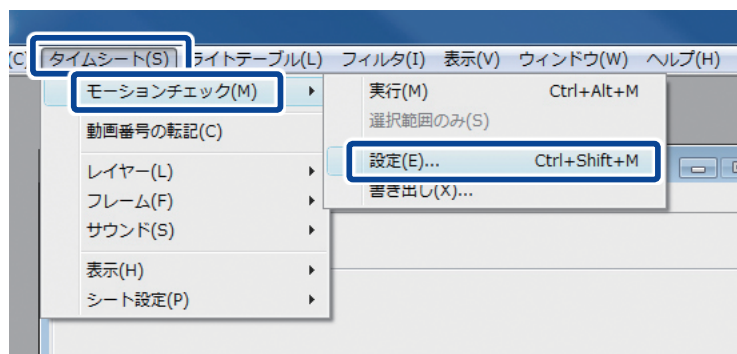 (C) タイムシート(S) ライトテーブル(L) フィルタ(I) 表示(V) ウィンドウ(W) ヘルプ(H)
モーションチェック(M)
動画番号の転記(C)
レイヤー(L)
フレーム(F)
サウンド(S)
表示(H)
シート設定(P)
実行(M) Ctrl+Alt+M
選択範囲のみ(S)
設定(E)... Ctrl+Shift+M
書き出し(X)...